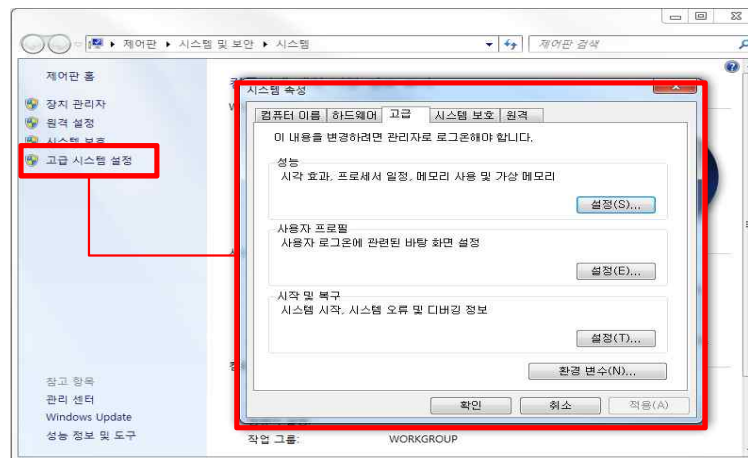 제어판 ▸ 시스템 및 보안 ▸ 시스템
제어판 검색
제어판 홈
장치 관리자
원격 설정
시스템 보호
고급 시스템 설정
시스템 속성
컴퓨터 이름 하드웨어 고급 시스템 보호 원격
이 내용을 변경하려면 관리자로 로그온해야 합니다.
성능
시각 효과, 프로세서 일정, 메모리 사용 및 가상 메모리
설정(S)...
사용자 프로필
사용자 로그온에 관련된 바탕 화면 설정
설정(E)...
시작 및 복구
시스템 시작, 시스템 오류 및 디버깅 정보
설정(T)...
환경 변수(N)...
확인 취소 적용(A)
참고 항목
관리 센터
Windows Update
성능 정보 및 도구
작업 그룹: WORKGROUP